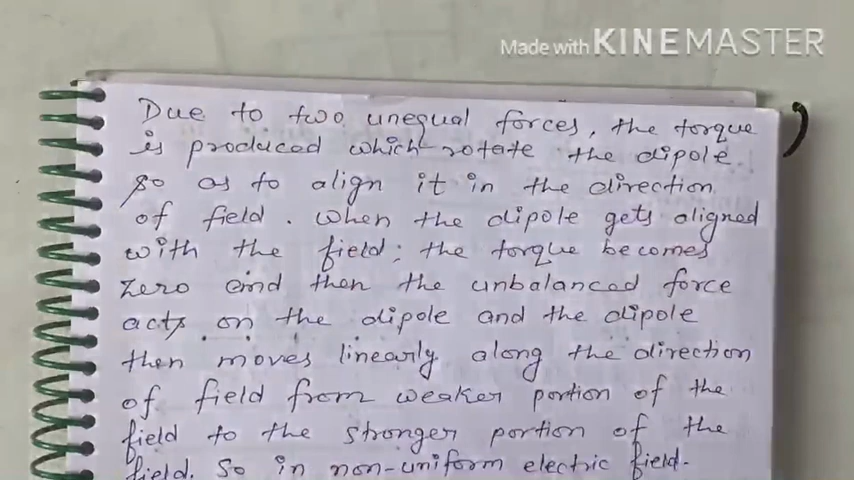 Made with KINEMASTER
Due to two unequal forces, the torque
is produced which rotate the dipole
so as to align it in the direction
of field. When the dipole gets aligned
with the field; the torque becomes
zero and then the unbalanced force
acts on the dipole and the dipole
then moves linearly along the direction
of field from weaker portion of the
field to the stronger portion of the
field. So in non-uniform electric field.